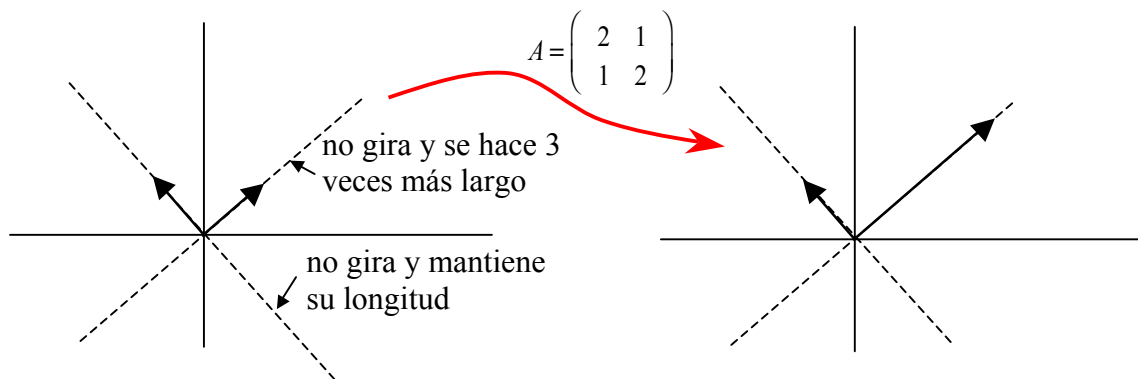 A = ( 2 1
1 2 )
no gira y se hace 3
veces más largo
no gira y mantiene
su longitud